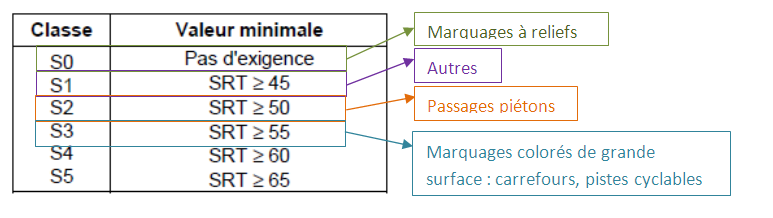 Classe Valeur minimale
S0 Pas d'exigence
S1 SRT ≥ 45
S2 SRT ≥ 50
S3 SRT ≥ 55
S4 SRT ≥ 60
S5 SRT ≥ 65
Marquages à reliefs
Autres
Passages piétons
Marquages colorés de grande
surface : carrefours, pistes cyclables